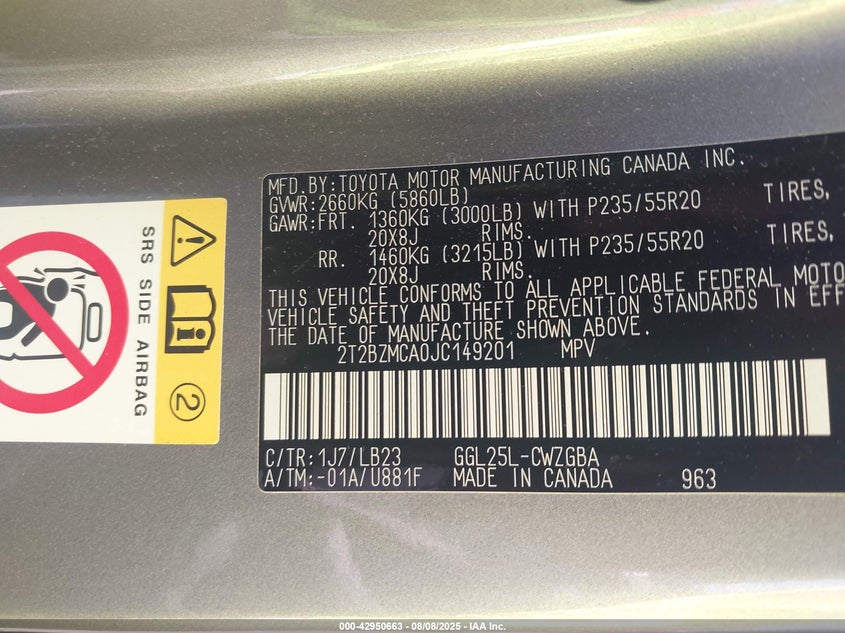 MFD.BY:TOYOTA MOTOR MANUFACTURING CANADA INC.
GVWR:2660KG (5860LB)
GAWR:FRT. 1360KG (3000LB) WITH P235/55R20 TIRES,
20X8J RIMS.
RR. 1460KG (3215LB) WITH P235/55R20 TIRES,
20X8J RIMS.
THIS VEHICLE CONFORMS TO ALL APPLICABLE FEDERAL MOTO
VEHICLE SAFETY AND THEFT PREVENTION STANDARDS IN EFF
THE DATE OF MANUFACTURE SHOWN ABOVE.
2T2BZMCA0JC149201 MPV
C/TR:1J7/LB23 GGL25L-CWZGBA
A/TM:-01A/U881F MADE IN CANADA 963
SRS SIDE AIRBAG
2
000-42950663 - 08/08/2025 - IAA Inc.